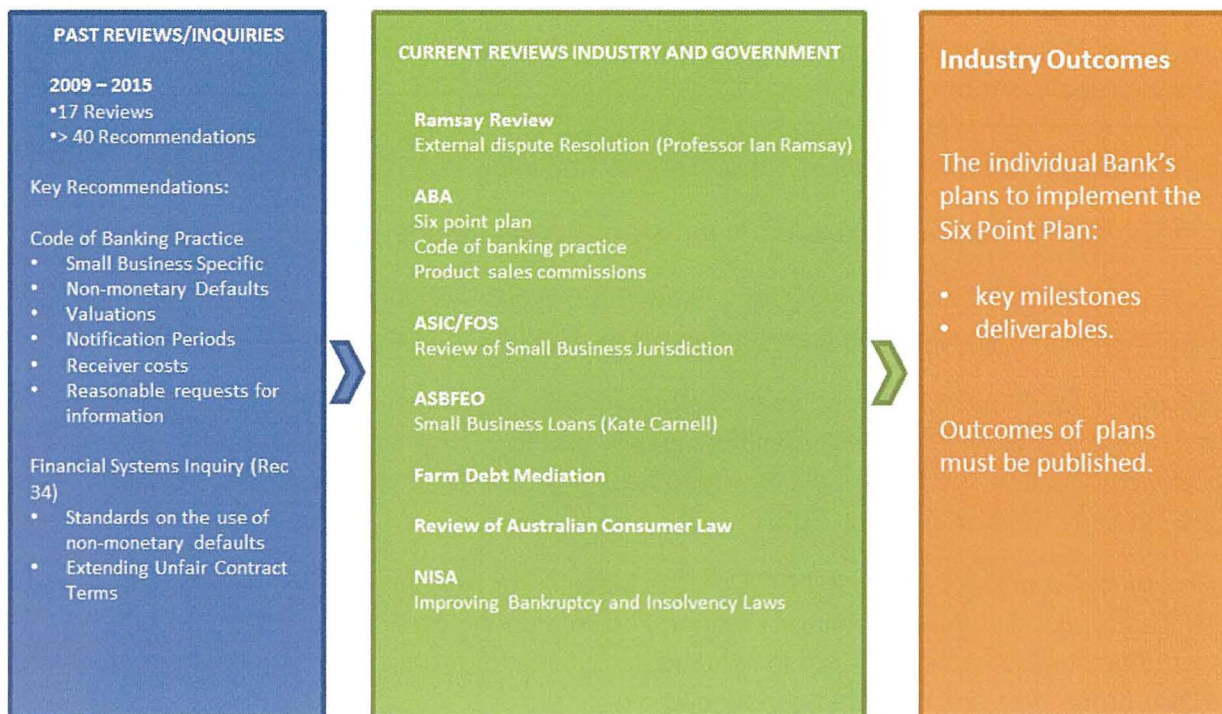 PAST REVIEWS/INQUIRIES
2009 – 2015
•17 Reviews
•> 40 Recommendations
Key Recommendations:
Code of Banking Practice
• Small Business Specific
• Non-monetary Defaults
• Valuations
• Notification Periods
• Receiver costs
• Reasonable requests for
information
Financial Systems Inquiry (Rec
34)
• Standards on the use of
non-monetary defaults
• Extending Unfair Contract
Terms
CURRENT REVIEWS INDUSTRY AND GOVERNMENT
Ramsay Review
External dispute Resolution (Professor Ian Ramsay)
ABA
Six point plan
Code of banking practice
Product sales commissions
ASIC/FOS
Review of Small Business Jurisdiction
ASBFEO
Small Business Loans (Kate Carnell)
Farm Debt Mediation
Review of Australian Consumer Law
NISA
Improving Bankruptcy and Insolvency Laws
Industry Outcomes
The individual Bank's
plans to implement the
Six Point Plan:
• key milestones
• deliverables.
Outcomes of plans
must be published.